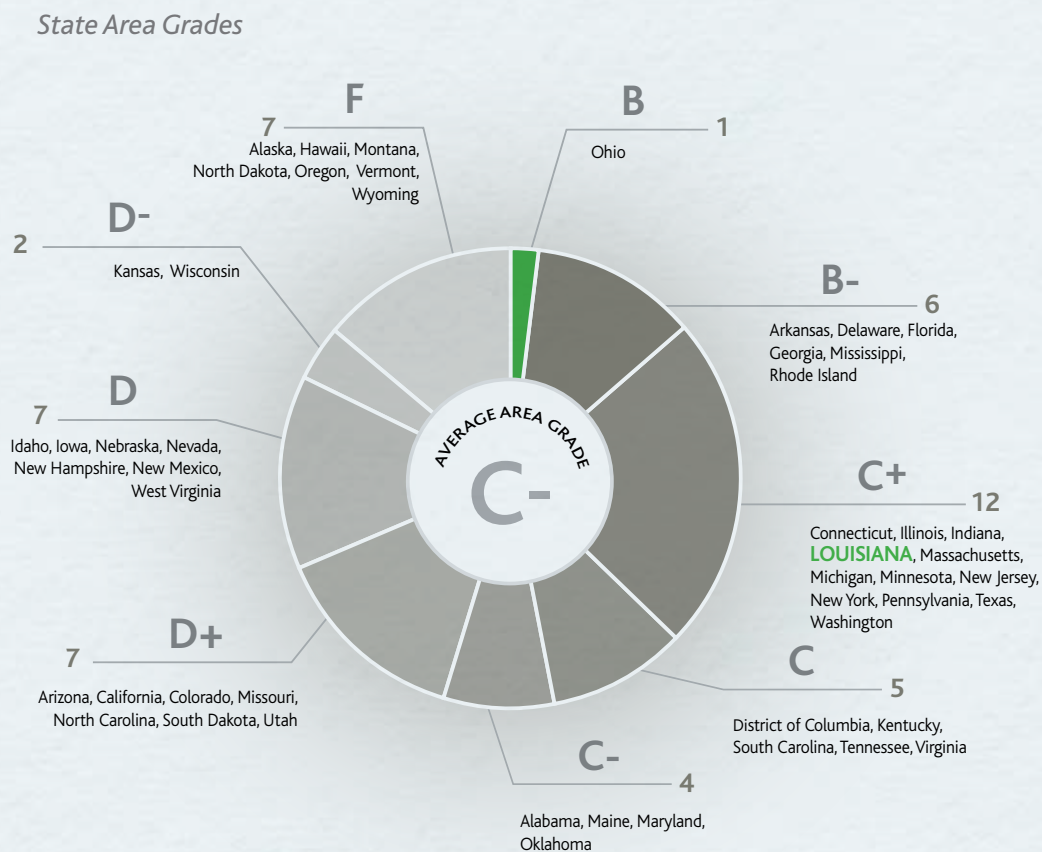 State Area Grades
F
7
Alaska, Hawaii, Montana,
North Dakota, Oregon, Vermont,
Wyoming
B
1
Ohio
D-
2
Kansas, Wisconsin
B-
6
Arkansas, Delaware, Florida,
Georgia, Mississippi,
Rhode Island
D
7
Idaho, Iowa, Nebraska, Nevada,
New Hampshire, New Mexico,
West Virginia
AVERAGE AREA GRADE
C-
C+
12
Connecticut, Illinois, Indiana,
LOUISIANA, Massachusetts,
Michigan, Minnesota, New Jersey,
New York, Pennsylvania, Texas,
Washington
D+
7
Arizona, California, Colorado, Missouri,
North Carolina, South Dakota, Utah
C
5
District of Columbia, Kentucky,
South Carolina, Tennessee, Virginia
C-
4
Alabama, Maine, Maryland,
Oklahoma